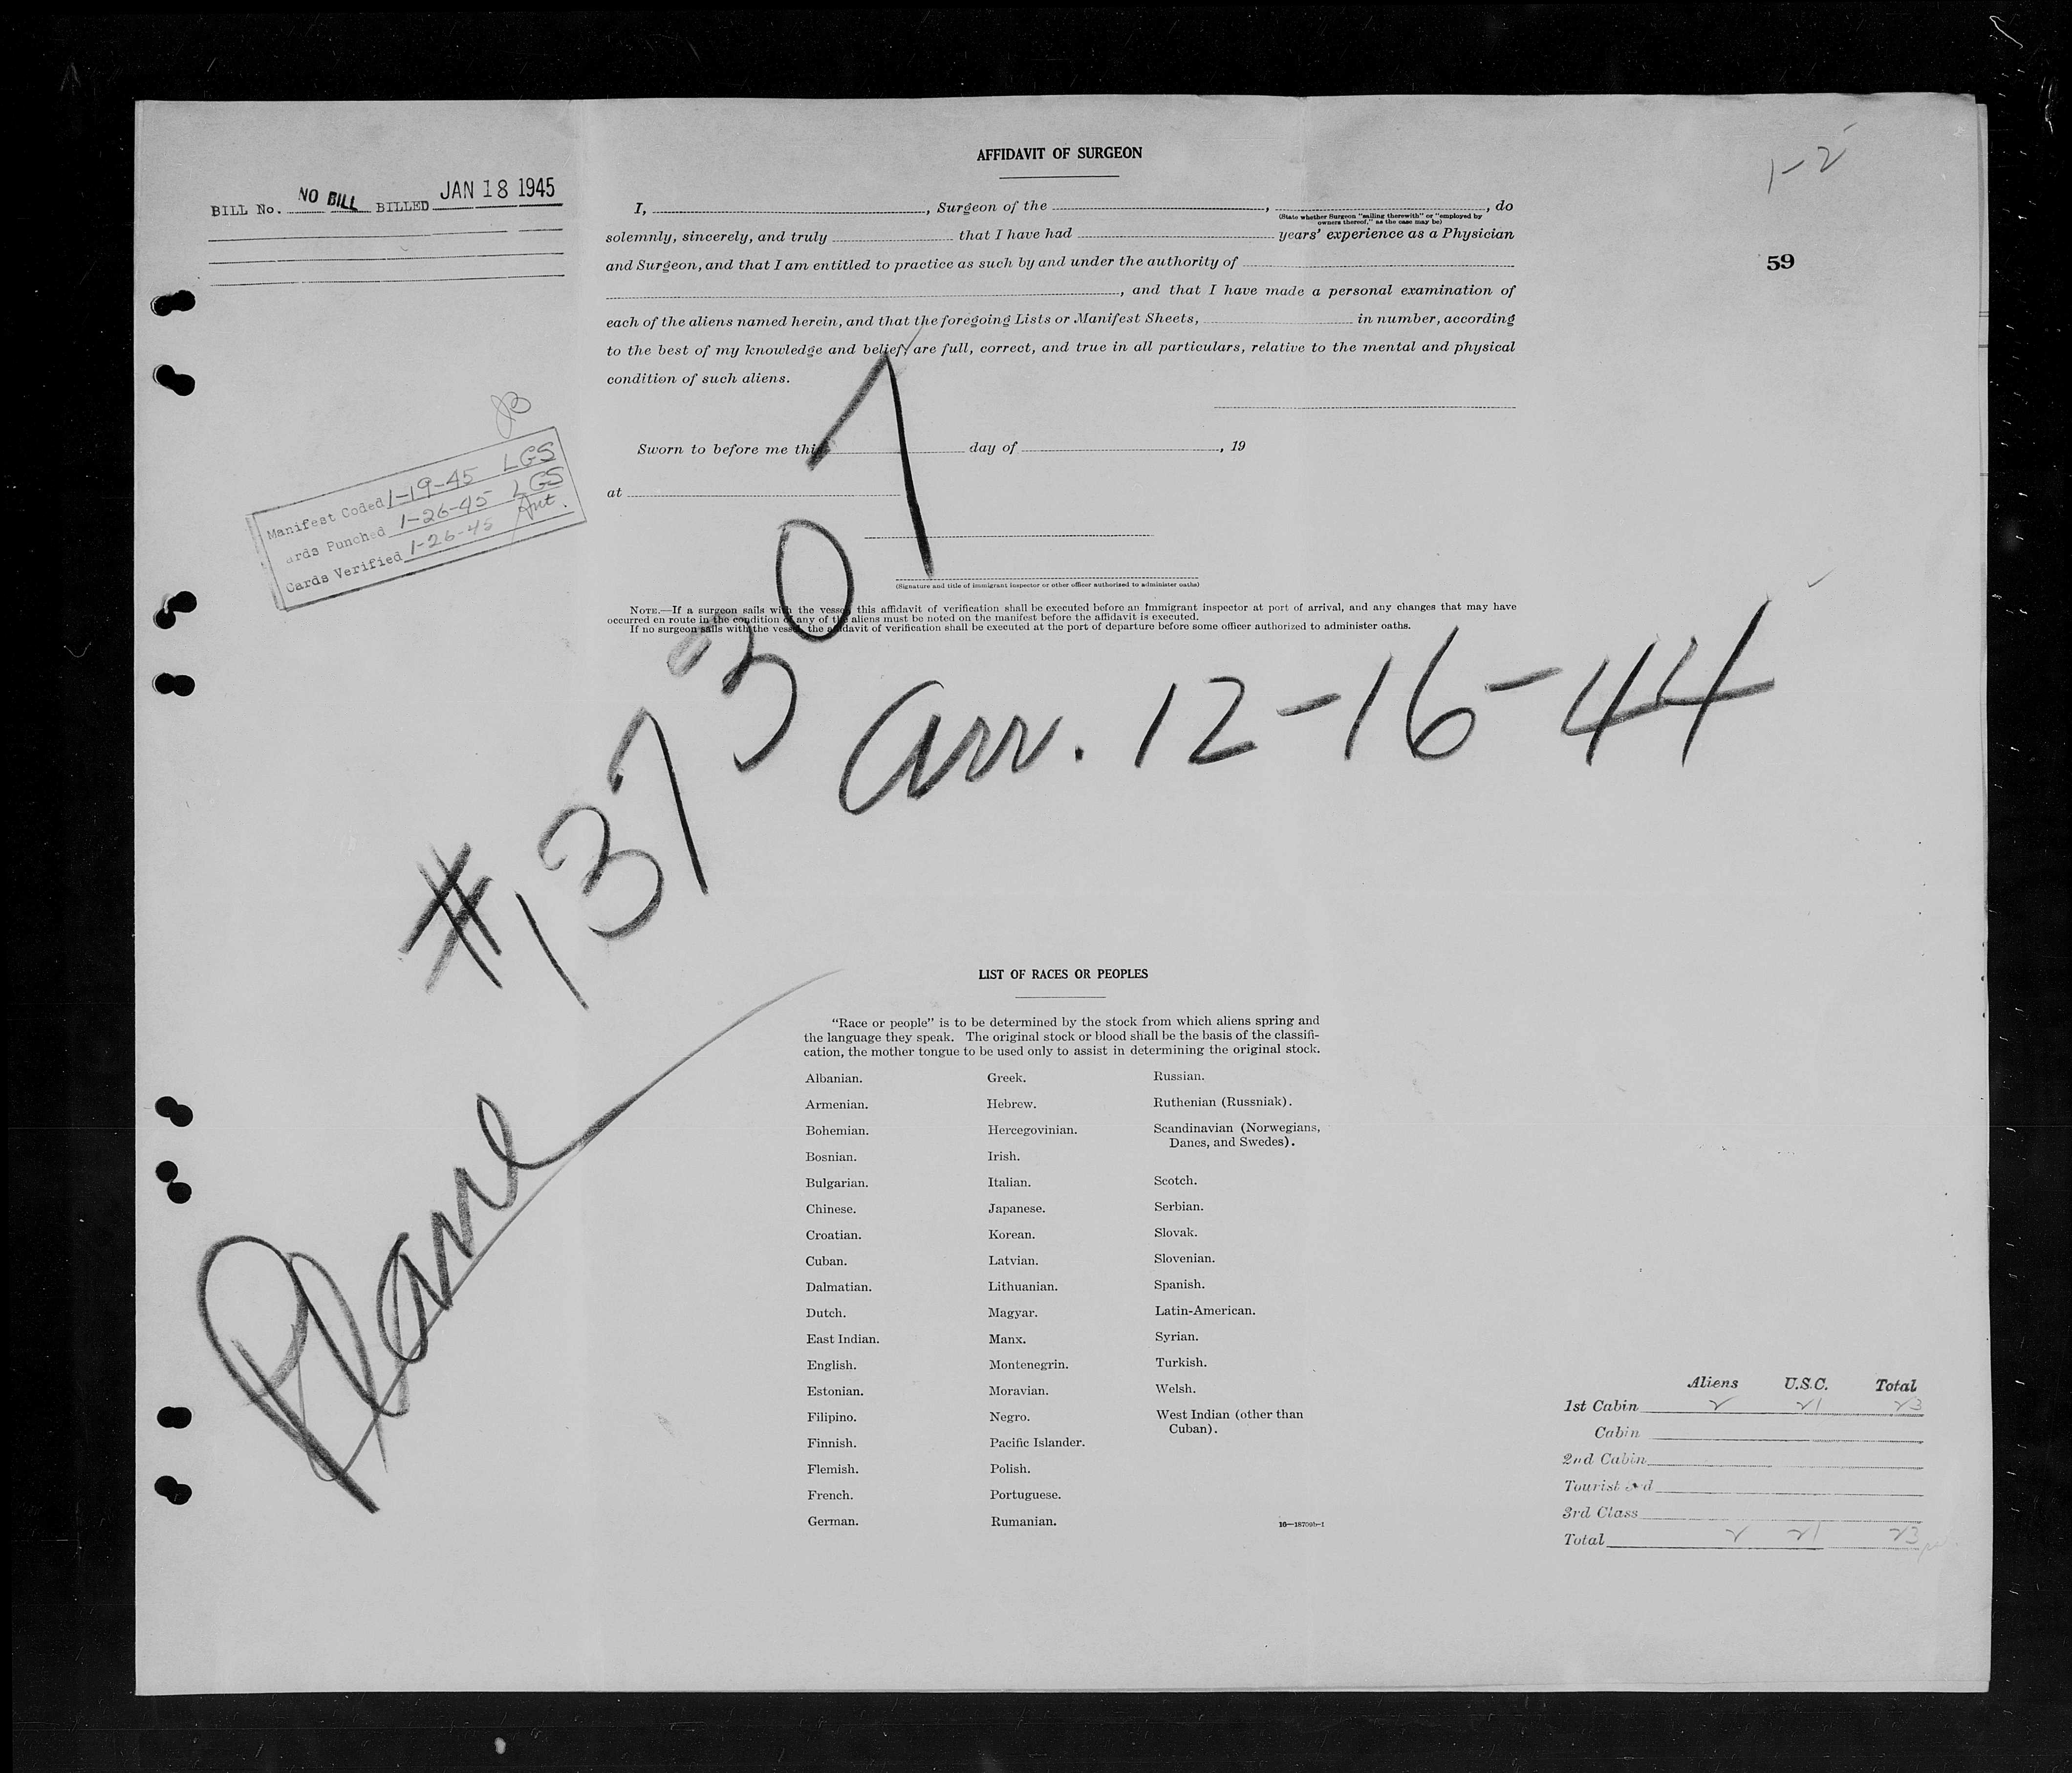 AFFIDAVIT OF SURGEON
1-2
BILL No. NO BILL BILLED JAN 18 1945
59
I, , Surgeon of the , , do
(State whether Surgeon "sailing therewith" or "employed by
owners thereof," as the case may be)
solemnly, sincerely, and truly that I have had years' experience as a Physician
and Surgeon, and that I am entitled to practice as such by and under the authority of
, and that I have made a personal examination of
each of the aliens named herein, and that the foregoing Lists or Manifest Sheets, in number, according
to the best of my knowledge and belief, are full, correct, and true in all particulars, relative to the mental and physical
condition of such aliens.
Sworn to before me this day of , 19
at
(Signature and title of immigrant inspector or other officer authorized to administer oaths)
Manifest Coded 1-19-45 LGS
ards Punched 1-26-45 LGS
Cards Verified 1-26-45
NOTE.—If a surgeon sails with the vessel, this affidavit of verification shall be executed before an immigrant inspector at port of arrival, and any changes that may have
occurred en route in the condition of any of the aliens must be noted on the manifest before the affidavit is executed.
If no surgeon sails with the vessel, the affidavit of verification shall be executed at the port of departure before some officer authorized to administer oaths.
#137307
arr. 12-16-44
Plane
LIST OF RACES OR PEOPLES
"Race or people" is to be determined by the stock from which aliens spring and
the language they speak. The original stock or blood shall be the basis of the classifi-
cation, the mother tongue to be used only to assist in determining the original stock.
Albanian.
Armenian.
Bohemian.
Bosnian.
Bulgarian.
Chinese.
Croatian.
Cuban.
Dalmatian.
Dutch.
East Indian.
English.
Estonian.
Filipino.
Finnish.
Flemish.
French.
German.
Greek.
Hebrew.
Hercegovinian.
Irish.
Italian.
Japanese.
Korean.
Latvian.
Lithuanian.
Magyar.
Manx.
Montenegrin.
Moravian.
Negro.
Pacific Islander.
Polish.
Portuguese.
Rumanian.
Russian.
Ruthenian (Russniak).
Scandinavian (Norwegians,
Danes, and Swedes).
Scotch.
Serbian.
Slovak.
Slovenian.
Spanish.
Latin-American.
Syrian.
Turkish.
Welsh.
West Indian (other than
Cuban).
16—18709b-1
Aliens U.S.C. Total
1st Cabin 2 21 23
Cabin
2nd Cabin
Tourist 3rd
3rd Class
Total 2 21 23